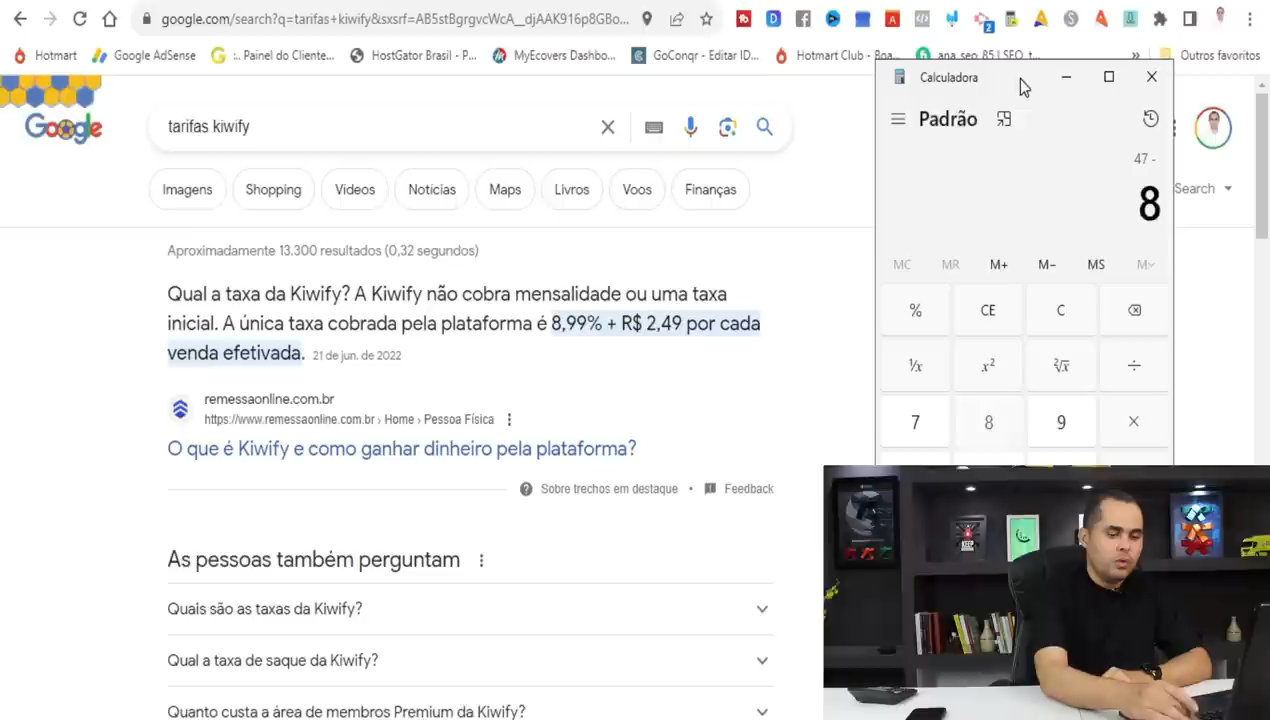 google.com/search?q=tarifas+kiwify&sxsrf=AB5stBgrgvcWcA__djAAK916p8GBo...
Hotmart
Google AdSense
:. Painel do Cliente...
HostGator Brasil - P...
MyEcovers Dashbo...
GoConqr - Editar ID...
Hotmart Club - Boa...
ana_seo_85 | SEO_t...
»
Outros favoritos
Google
tarifas kiwify
Imagens
Shopping
Vídeos
Notícias
Maps
Livros
Voos
Finanças
Search
Aproximadamente 13.300 resultados (0,32 segundos)
Qual a taxa da Kiwify? A Kiwify não cobra mensalidade ou uma taxa
inicial. A única taxa cobrada pela plataforma é 8,99% + R$ 2,49 por cada
venda efetivada. 21 de jun. de 2022
remessaonline.com.br
https://www.remessaonline.com.br › Home › Pessoa Física
O que é Kiwify e como ganhar dinheiro pela plataforma?
Sobre trechos em destaque • Feedback
As pessoas também perguntam
Quais são as taxas da Kiwify?
Qual a taxa de saque da Kiwify?
Quanto custa a área de membros Premium da Kiwify?
Calculadora
Padrão
47 -
8
MC MR M+ M− MS M
% CE C
¹/x x² ²√x ÷
7 8 9 ×